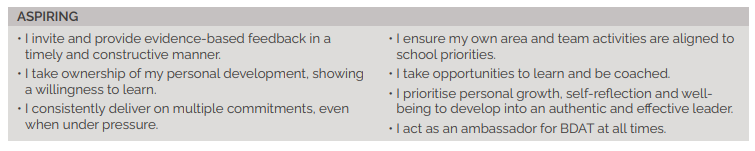 ASPIRING
• I invite and provide evidence-based feedback in a
timely and constructive manner.
• I take ownership of my personal development, showing
a willingness to learn.
• I consistently deliver on multiple commitments, even
when under pressure.
• I ensure my own area and team activities are aligned to
school priorities.
• I take opportunities to learn and be coached.
• I prioritise personal growth, self-reflection and well-
being to develop into an authentic and effective leader.
• I act as an ambassador for BDAT at all times.